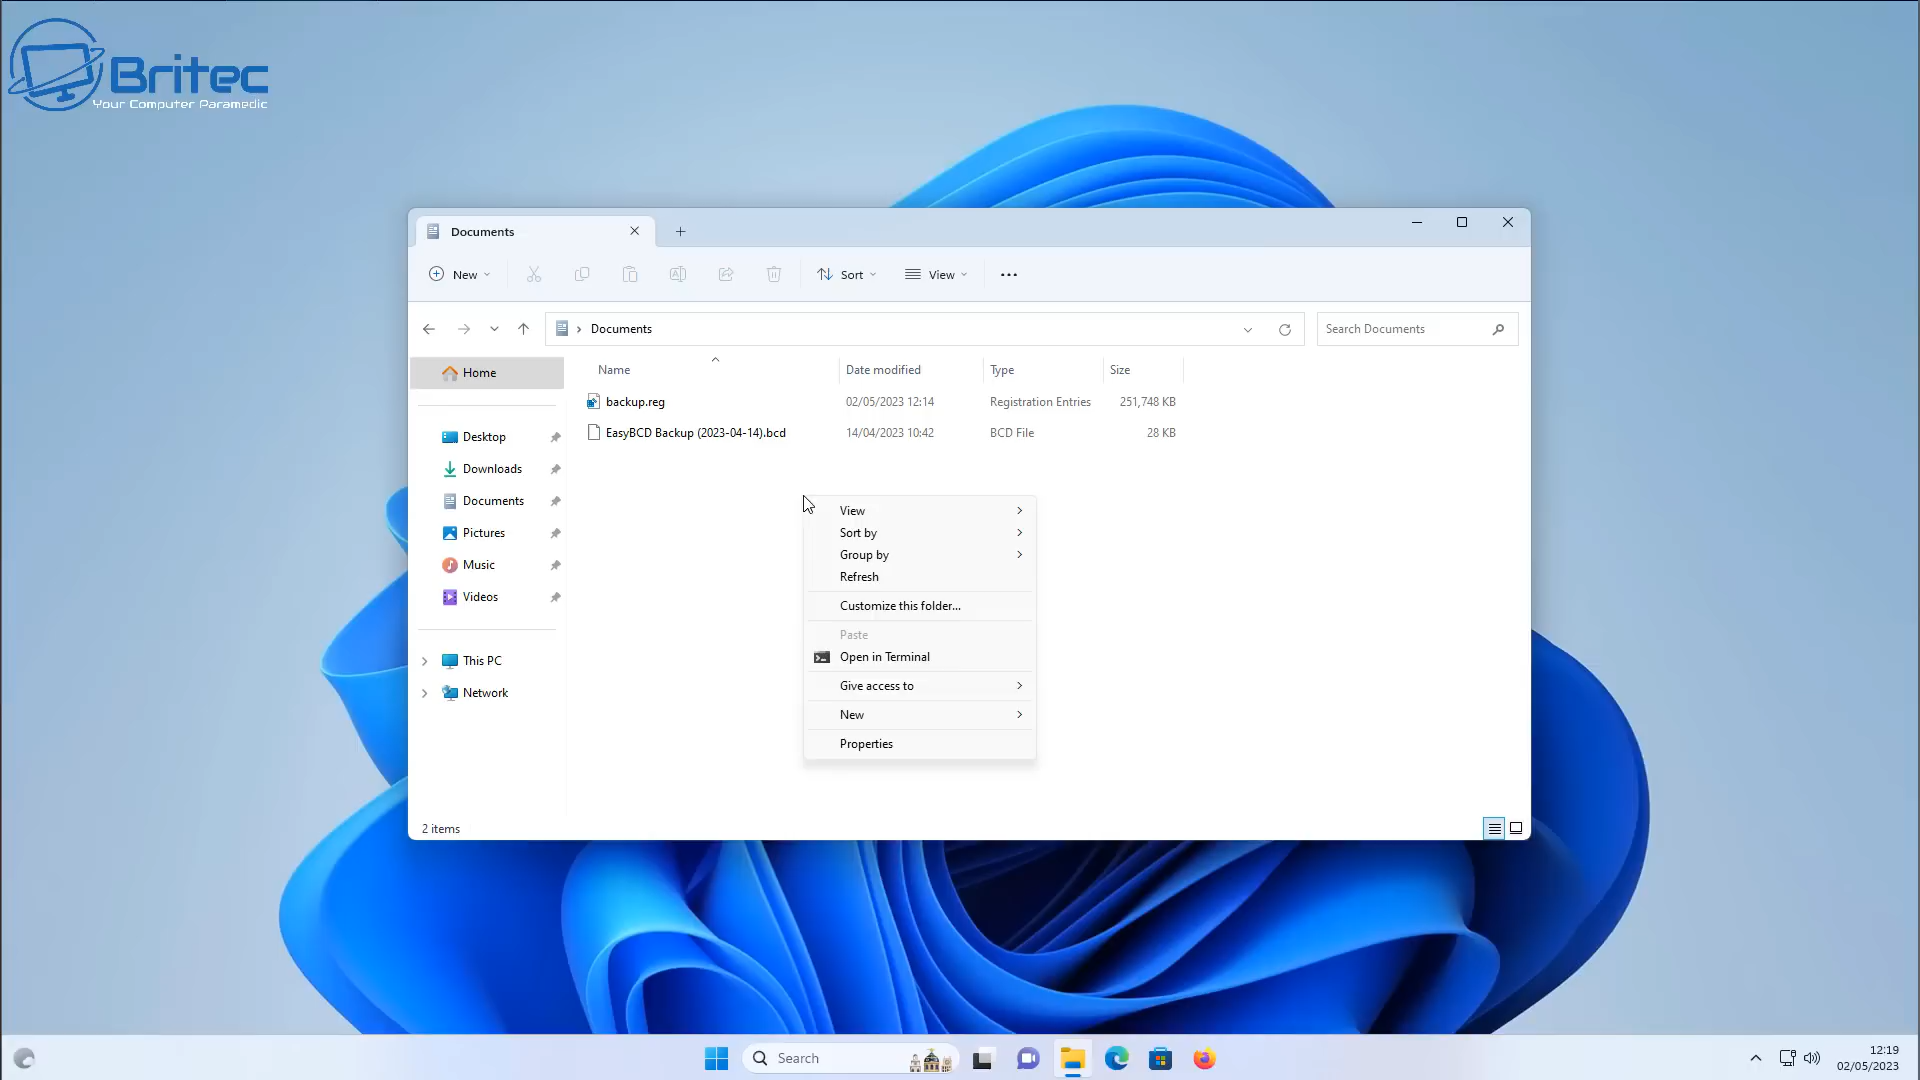 Britec
Your Computer Paramedic
Documents
New
Sort
View
Documents
Search Documents
Home
Name
Date modified
Type
Size
backup.reg
02/05/2023 12:14
Registration Entries
251,748 KB
EasyBCD Backup (2023-04-14).bcd
14/04/2023 10:42
BCD File
28 KB
Desktop
Downloads
Documents
Pictures
Music
Videos
This PC
Network
View
Sort by
Group by
Refresh
Customize this folder...
Paste
Open in Terminal
Give access to
New
Properties
2 items
Search
12:19
02/05/2023